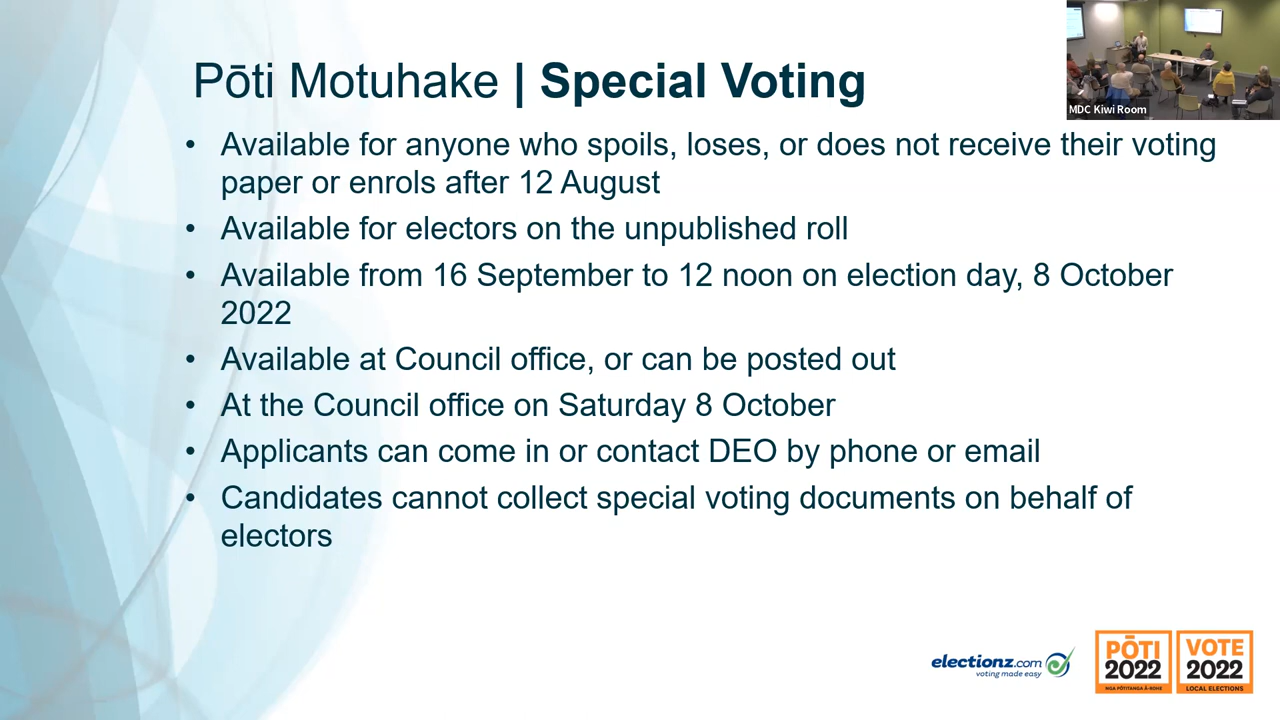 Pōti Motuhake | Special Voting
MDC Kiwi Room
• Available for anyone who spoils, loses, or does not receive their voting
paper or enrols after 12 August
• Available for electors on the unpublished roll
• Available from 16 September to 12 noon on election day, 8 October
2022
• Available at Council office, or can be posted out
• At the Council office on Saturday 8 October
• Applicants can come in or contact DEO by phone or email
• Candidates cannot collect special voting documents on behalf of
electors
electionz.com
voting made easy
PŌTI
2022
NGA PŌTITANGA Ā-ROHE
VOTE
2022
LOCAL ELECTIONS